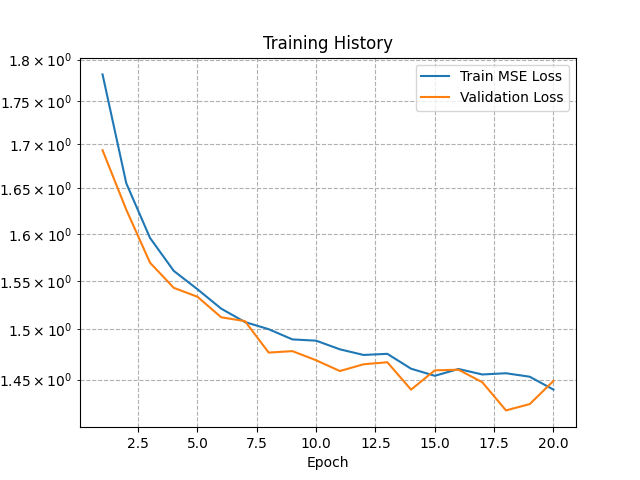 Training History
1.8 × 10⁰
1.75 × 10⁰
1.7 × 10⁰
1.65 × 10⁰
1.6 × 10⁰
1.55 × 10⁰
1.5 × 10⁰
1.45 × 10⁰
Train MSE Loss
Validation Loss
2.5 5.0 7.5 10.0 12.5 15.0 17.5 20.0
Epoch